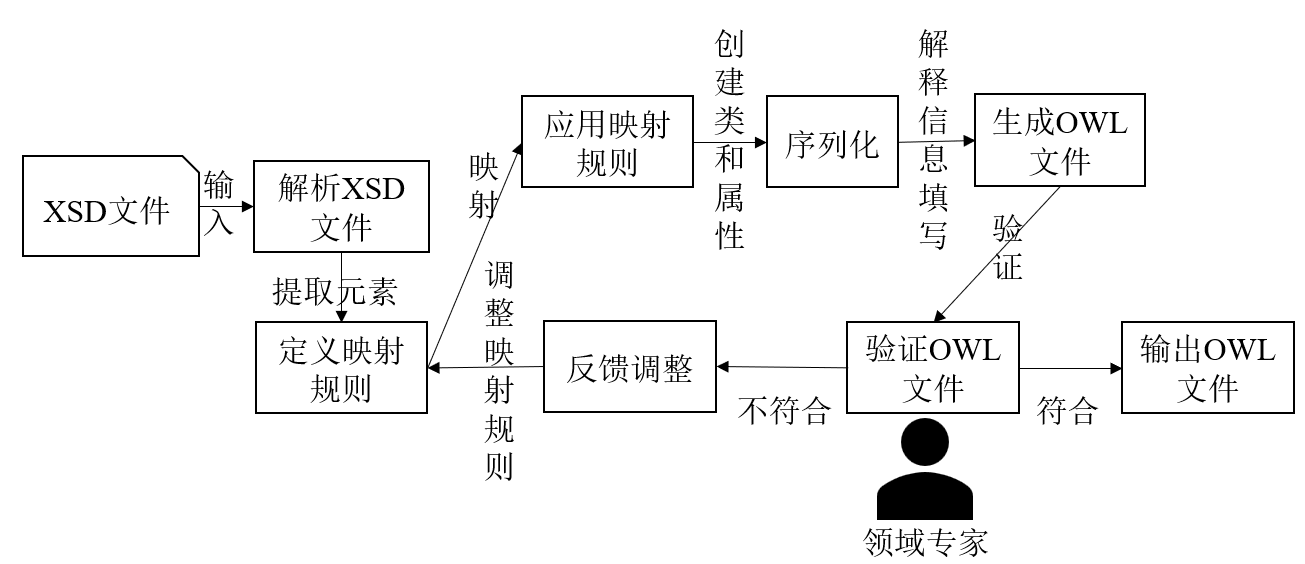 XSD文件
输入
解析XSD
文件
提取元素
定义映射
规则
映射
应用映射
规则
创建类和属性
序列化
解释信息填写
生成OWL
文件
验证
验证OWL
文件
领域专家
不符合
反馈调整
调整映射规则
符合
输出OWL
文件